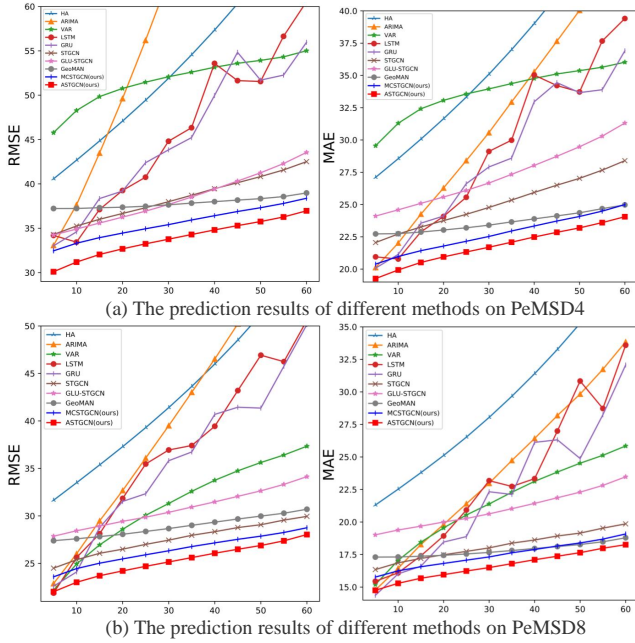 60
55
50
45
40
35
30
RMSE
HA
ARIMA
VAR
LSTM
GRU
STGCN
GLU-STGCN
GeoMAN
MCSTGCN(ours)
ASTGCN(ours)
10 20 30 40 50 60
40.0
37.5
35.0
32.5
30.0
27.5
25.0
22.5
20.0
MAE
HA
ARIMA
VAR
LSTM
GRU
STGCN
GLU-STGCN
GeoMAN
MCSTGCN(ours)
ASTGCN(ours)
10 20 30 40 50 60
(a) The prediction results of different methods on PeMSD4
50
45
40
35
30
25
RMSE
HA
ARIMA
VAR
LSTM
GRU
STGCN
GLU-STGCN
GeoMAN
MCSTGCN(ours)
ASTGCN(ours)
10 20 30 40 50 60
35.0
32.5
30.0
27.5
25.0
22.5
20.0
17.5
15.0
MAE
HA
ARIMA
VAR
LSTM
GRU
STGCN
GLU-STGCN
GeoMAN
MCSTGCN(ours)
ASTGCN(ours)
10 20 30 40 50 60
(b) The prediction results of different methods on PeMSD8